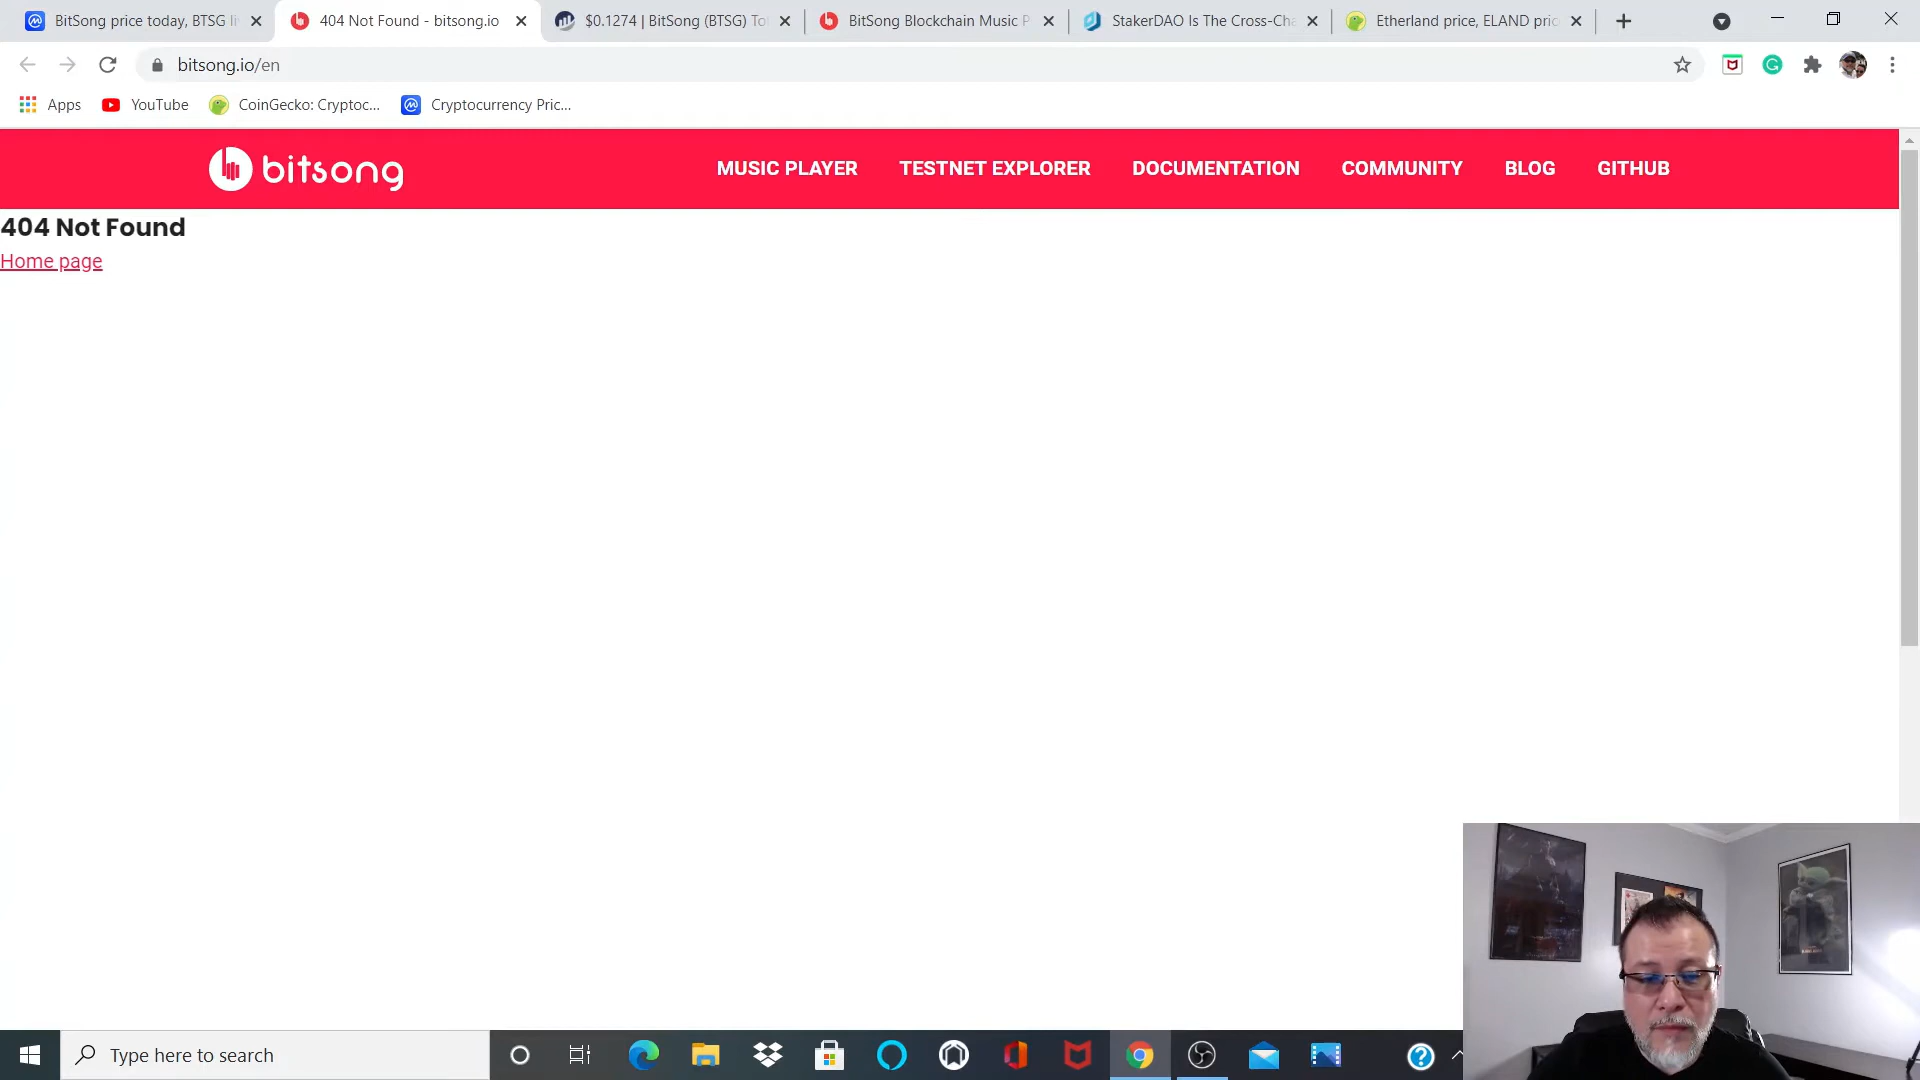 BitSong price today, BTSG li
404 Not Found - bitsong.io
$0.1274 | BitSong (BTSG) To
BitSong Blockchain Music P
StakerDAO Is The Cross-Cha
Etherland price, ELAND pric
bitsong.io/en
Apps
YouTube
CoinGecko: Cryptoc...
Cryptocurrency Pric...
bitsong
MUSIC PLAYER
TESTNET EXPLORER
DOCUMENTATION
COMMUNITY
BLOG
GITHUB
404 Not Found
Home page
Type here to search